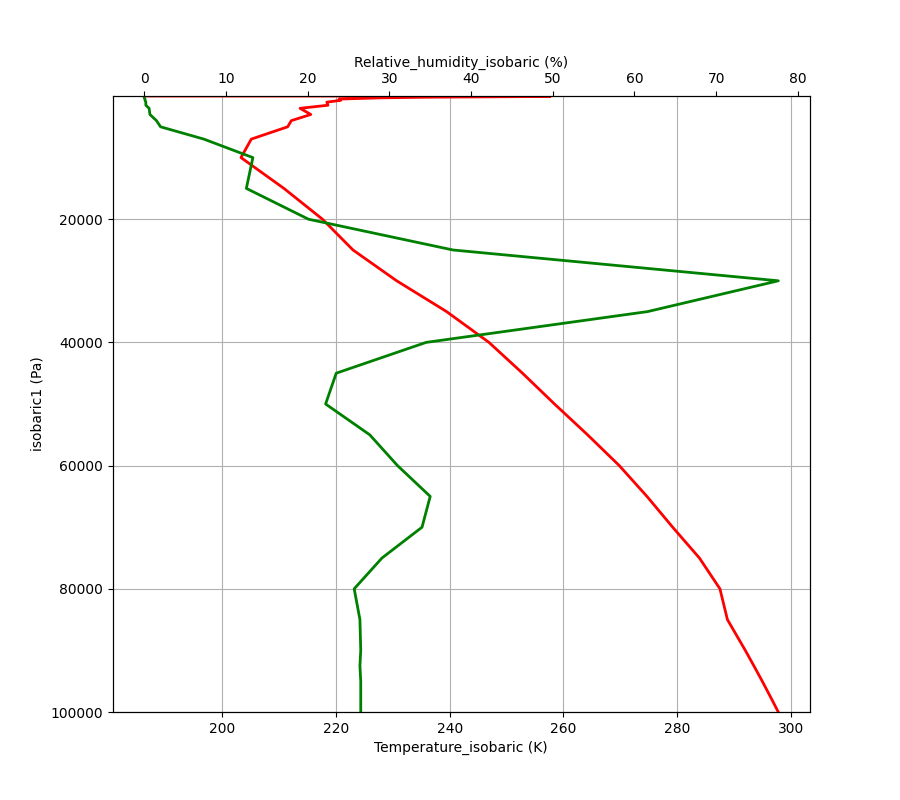 Relative_humidity_isobaric (%)
0 10 20 30 40 50 60 70 80
isobaric1 (Pa)
20000
40000
60000
80000
100000
200 220 240 260 280 300
Temperature_isobaric (K)